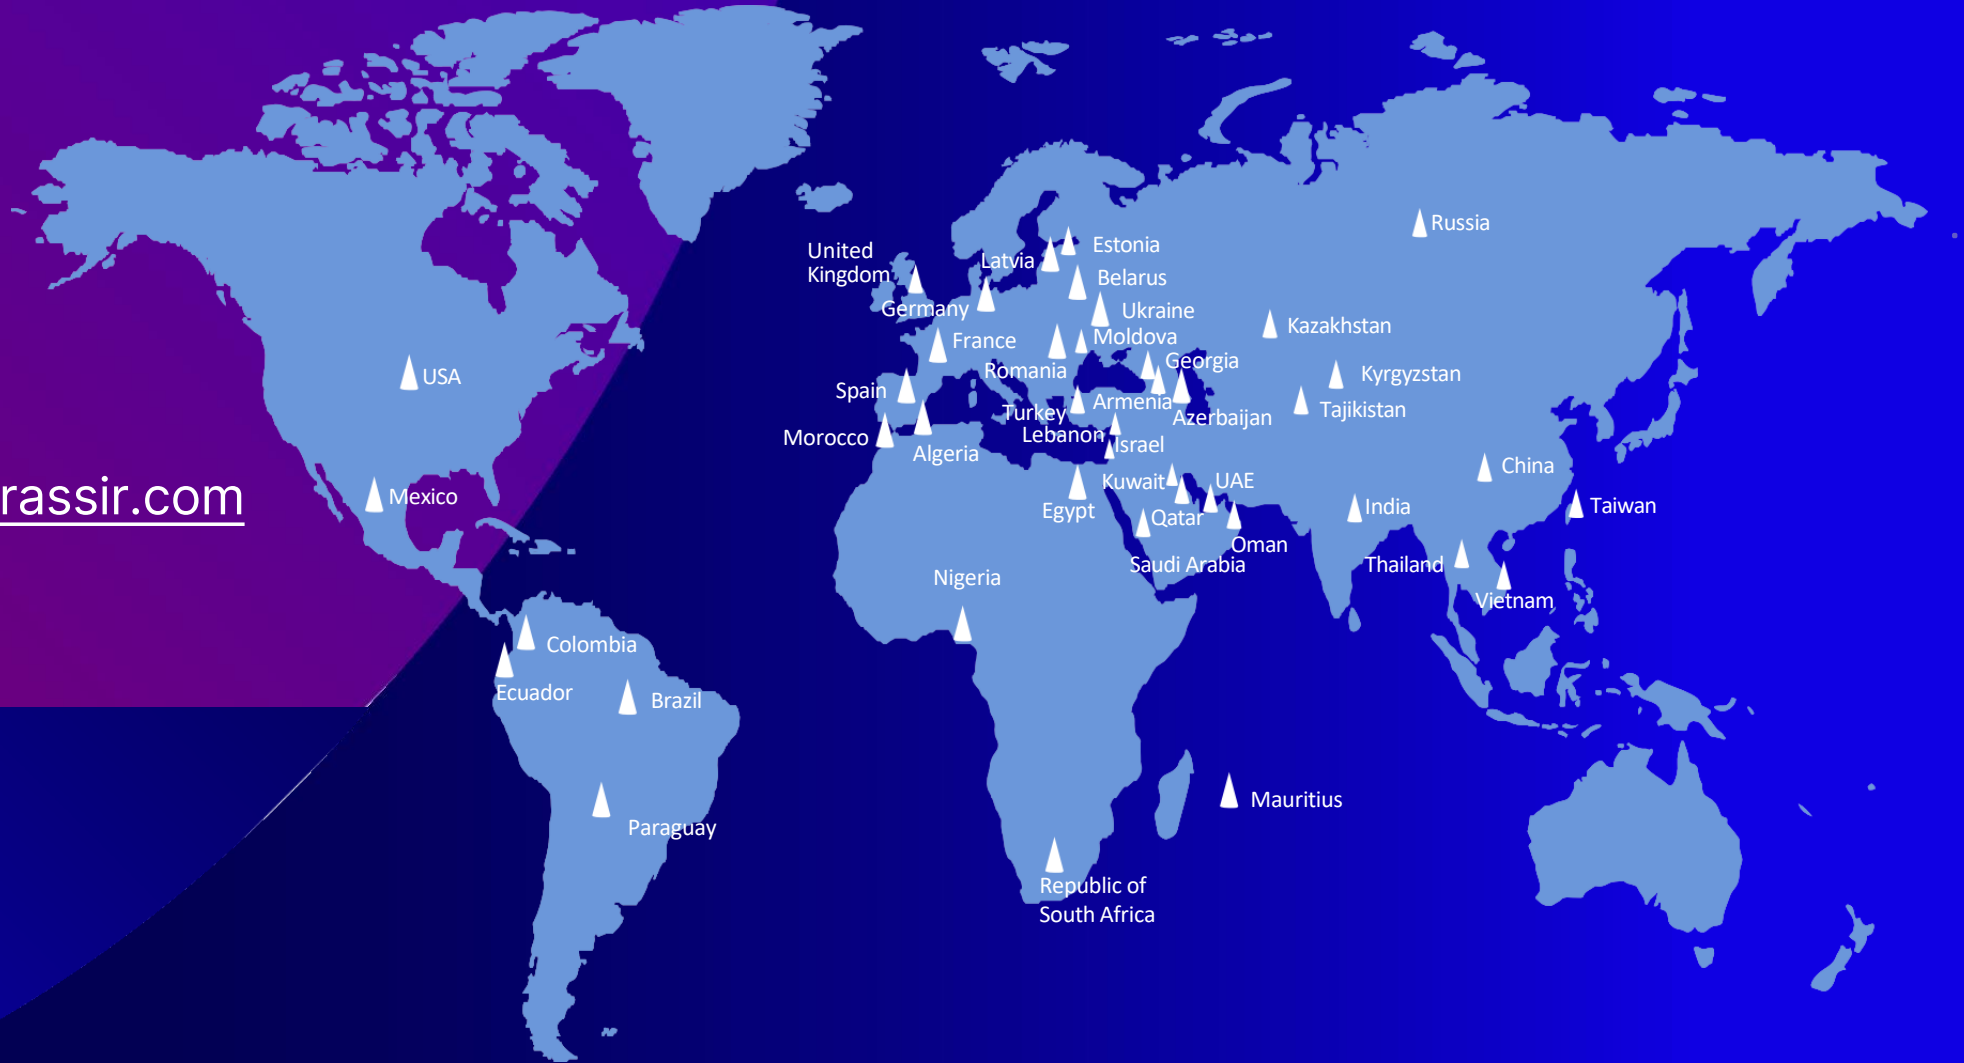 Russia
United
Kingdom
Latvia
Estonia
Belarus
Germany
Ukraine
Kazakhstan
France
Moldova
Romania
Georgia
USA
Kyrgyzstan
Spain
Armenia
Azerbaijan
Tajikistan
Turkey
Lebanon
Morocco
Algeria
Israel
China
rassir.com
Mexico
Kuwait
UAE
Egypt
Qatar
India
Taiwan
Oman
Saudi Arabia
Thailand
Nigeria
Vietnam
Colombia
Ecuador
Brazil
Mauritius
Paraguay
Republic of
South Africa